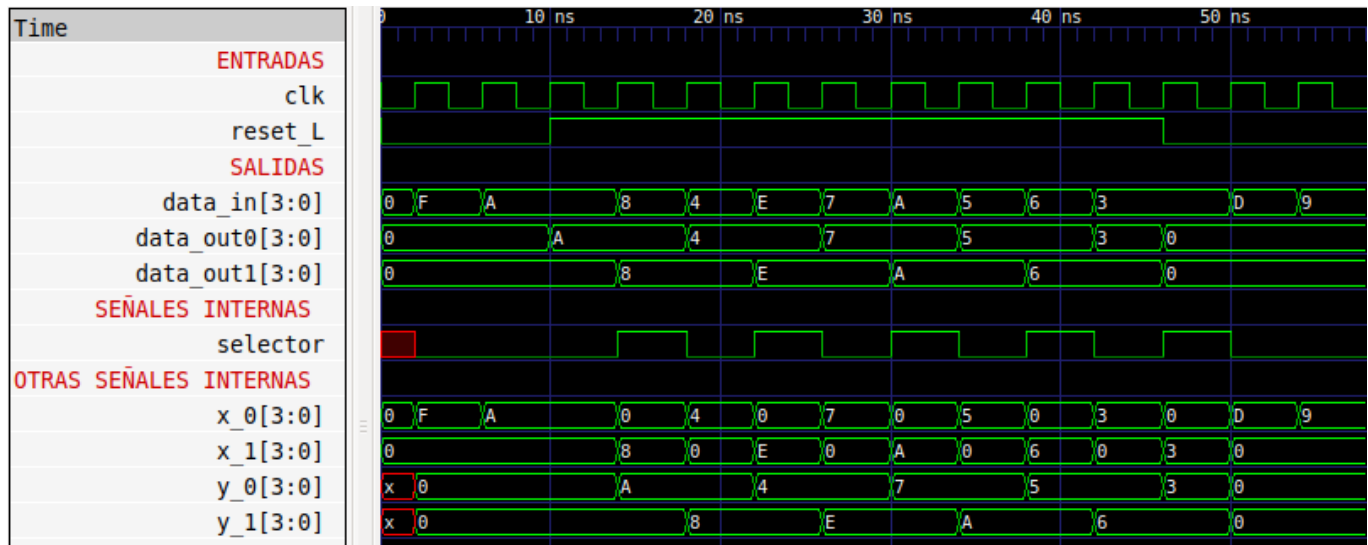 Time 0 10 ns 20 ns 30 ns 40 ns 50 ns
ENTRADAS
clk
reset_L
SALIDAS
data_in[3:0] 0 F A 8 4 E 7 A 5 6 3 D 9
data_out0[3:0] 0 A 4 7 5 3 0
data_out1[3:0] 0 8 E A 6 0
SEÑALES INTERNAS
selector
OTRAS SEÑALES INTERNAS
x_0[3:0] 0 F A 0 4 0 7 0 5 0 3 0 D 9
x_1[3:0] 0 8 0 E 0 A 0 6 0 3 0
y_0[3:0] x 0 A 4 7 5 3 0
y_1[3:0] x 0 8 E A 6 0